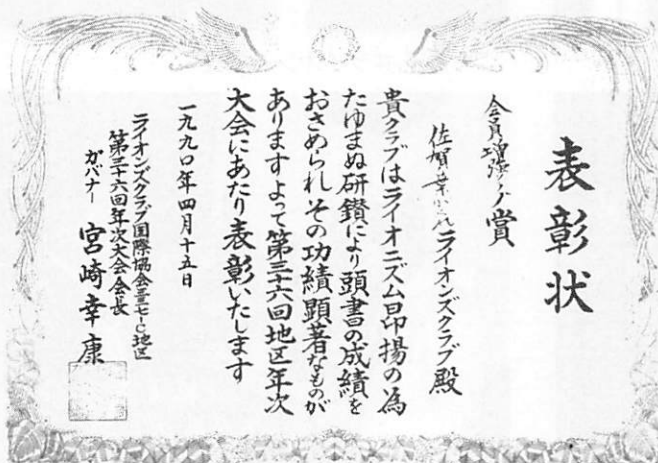 表彰状
会員増強賞
佐賀葉がくれライオンズクラブ殿
貴クラブはライオニズム昂揚の為
たゆまぬ研鑽により頭書の成績を
おさめられその功績顕著なものが
ありますよって第三十六回地区年次
大会にあたり表彰いたします
一九九〇年四月十五日
ライオンズクラブ国際協会三三七-C地区
第三十六回年次大会会長
ガバナー 宮崎幸康